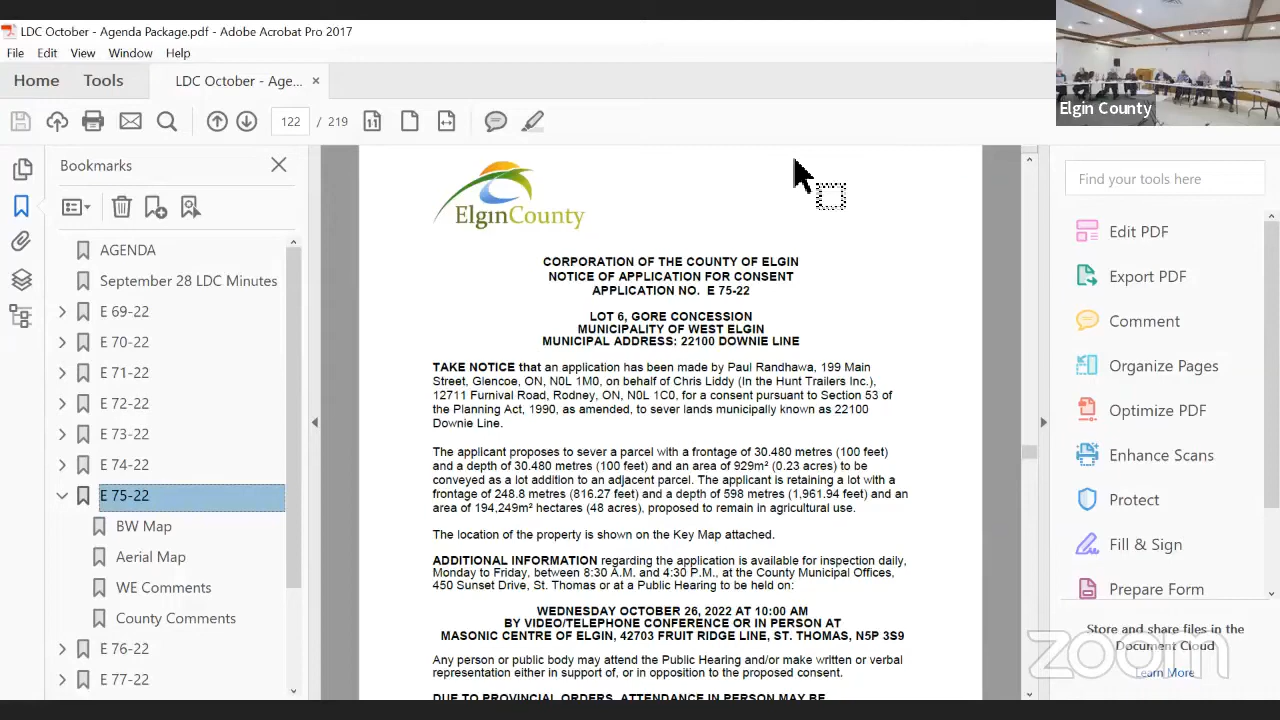 LDC October - Agenda Package.pdf - Adobe Acrobat Pro 2017
File Edit View Window Help
Home Tools LDC October - Age... ×
122 / 219
Elgin County
Bookmarks
AGENDA
September 28 LDC Minutes
E 69-22
E 70-22
E 71-22
E 72-22
E 73-22
E 74-22
E 75-22
BW Map
Aerial Map
WE Comments
County Comments
E 76-22
E 77-22
ElginCounty
CORPORATION OF THE COUNTY OF ELGIN
NOTICE OF APPLICATION FOR CONSENT
APPLICATION NO. E 75-22
LOT 6, GORE CONCESSION
MUNICIPALITY OF WEST ELGIN
MUNICIPAL ADDRESS: 22100 DOWNIE LINE
TAKE NOTICE that an application has been made by Paul Randhawa, 199 Main
Street, Glencoe, ON, N0L 1M0, on behalf of Chris Liddy (In the Hunt Trailers Inc.),
12711 Furnival Road, Rodney, ON, N0L 1C0, for a consent pursuant to Section 53 of
the Planning Act, 1990, as amended, to sever lands municipally known as 22100
Downie Line.
The applicant proposes to sever a parcel with a frontage of 30.480 metres (100 feet)
and a depth of 30.480 metres (100 feet) and an area of 929m² (0.23 acres) to be
conveyed as a lot addition to an adjacent parcel. The applicant is retaining a lot with a
frontage of 248.8 metres (816.27 feet) and a depth of 598 metres (1,961.94 feet) and an
area of 194,249m² hectares (48 acres), proposed to remain in agricultural use.
The location of the property is shown on the Key Map attached.
ADDITIONAL INFORMATION regarding the application is available for inspection daily,
Monday to Friday, between 8:30 A.M. and 4:30 P.M., at the County Municipal Offices,
450 Sunset Drive, St. Thomas or at a Public Hearing to be held on:
WEDNESDAY OCTOBER 26, 2022 AT 10:00 AM
BY VIDEO/TELEPHONE CONFERENCE OR IN PERSON AT
MASONIC CENTRE OF ELGIN, 42703 FRUIT RIDGE LINE, ST. THOMAS, N5P 3S9
Any person or public body may attend the Public Hearing and/or make written or verbal
representation either in support of, or in opposition to the proposed consent.
DUE TO PROVINCIAL ORDERS, ATTENDANCE IN PERSON MAY BE
Find your tools here
Edit PDF
Export PDF
Comment
Organize Pages
Optimize PDF
Enhance Scans
Protect
Fill & Sign
Prepare Form
Store and share files in the
Document Cloud
Learn More
zoom